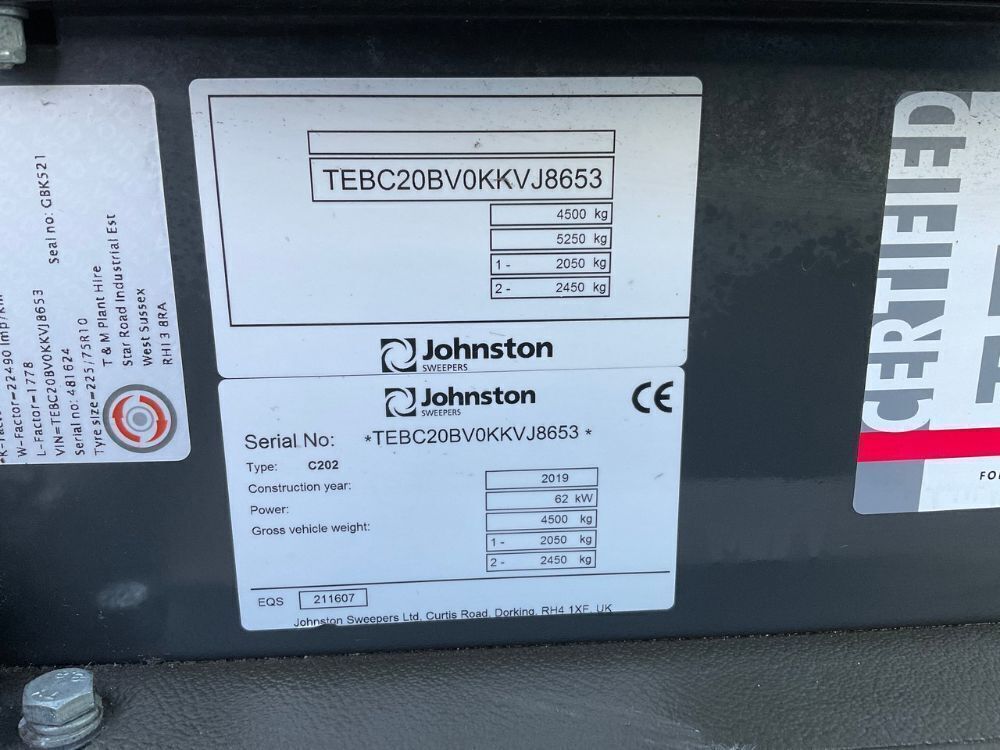 W-Factor=22490 Imp/km
L-Factor=1778
VIN=TEBC20BV0KKVJ8653 Seal no: GBK521
Serial no: 481624
Tyre size=225/75R10
T & M Plant Hire
Star Road Industrial Est
West Sussex
RH13 8RA
TEBC20BV0KKVJ8653
4500 kg
5250 kg
1 - 2050 kg
2 - 2450 kg
Johnston
SWEEPERS
Johnston
SWEEPERS
CE
Serial No: *TEBC20BV0KKVJ8653 *
Type: C202
Construction year: 2019
Power: 62 kW
Gross vehicle weight: 4500 kg
1 - 2050 kg
2 - 2450 kg
EQS 211607
Johnston Sweepers Ltd, Curtis Road, Dorking, RH4 1XF, UK
CERTIFIED